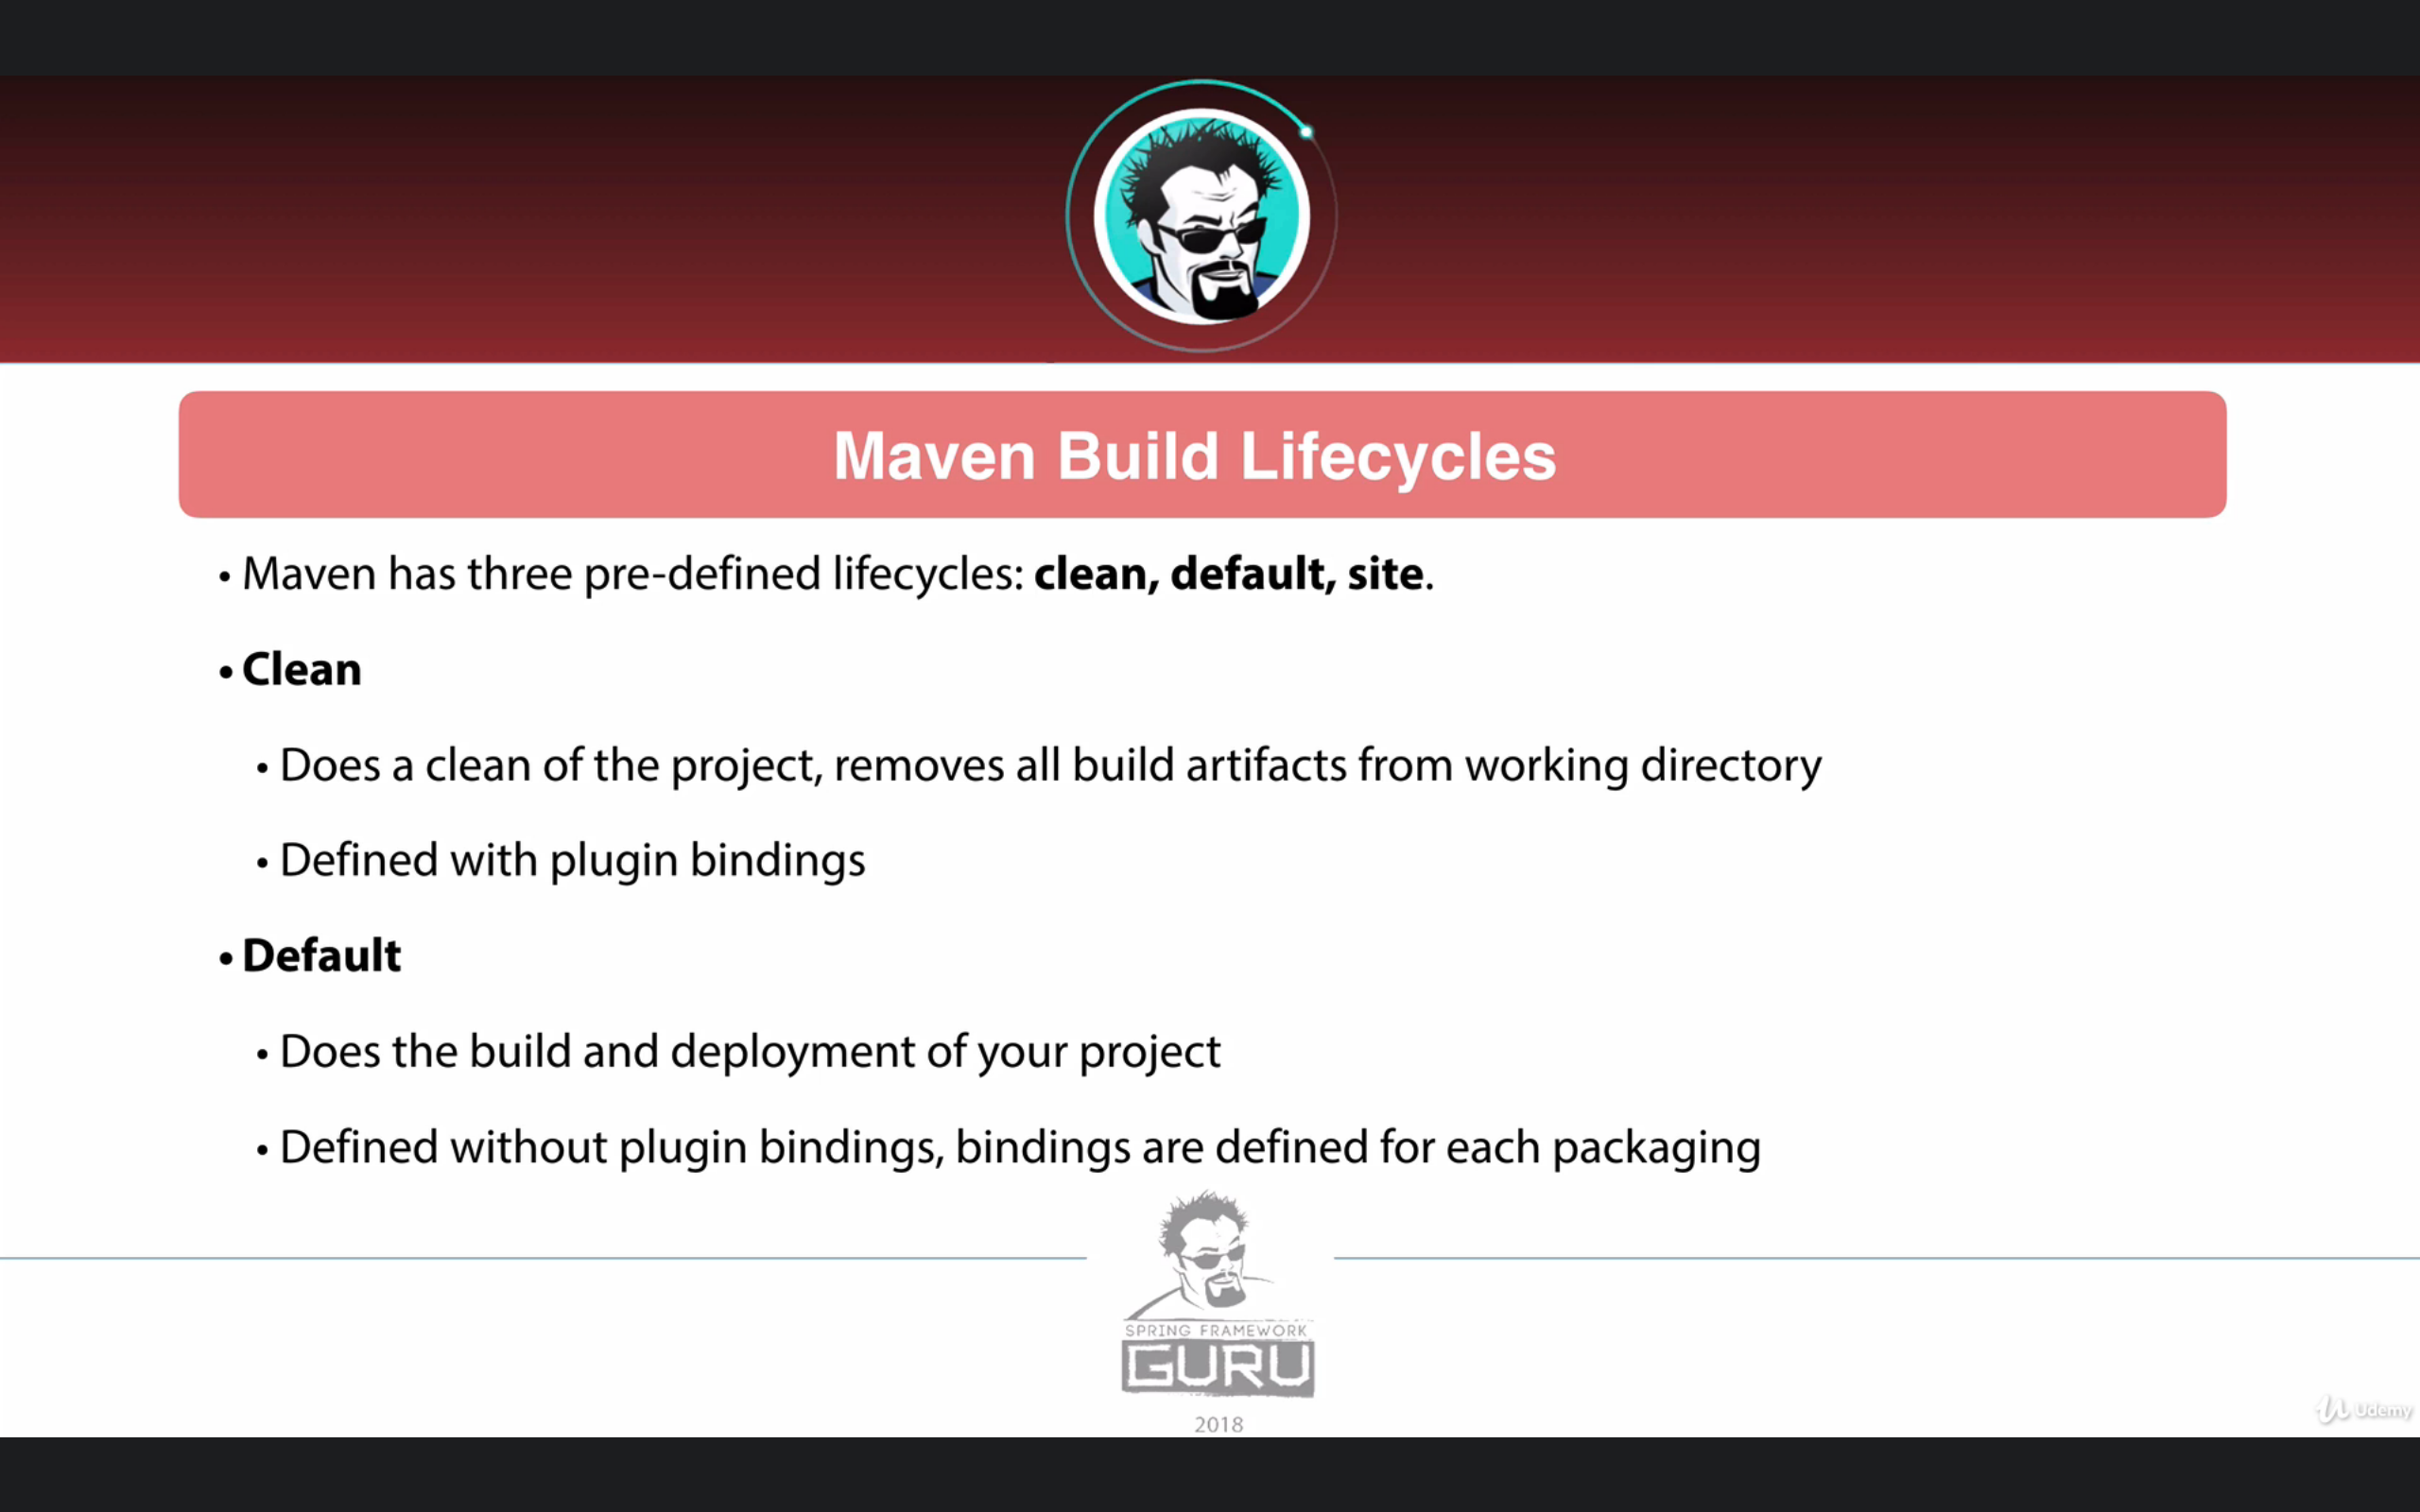 Maven Build Lifecycles
• Maven has three pre-defined lifecycles: clean, default, site.
• Clean
• Does a clean of the project, removes all build artifacts from working directory
• Defined with plugin bindings
• Default
• Does the build and deployment of your project
• Defined without plugin bindings, bindings are defined for each packaging
SPRING FRAMEWORK
GURU
2018
Udemy